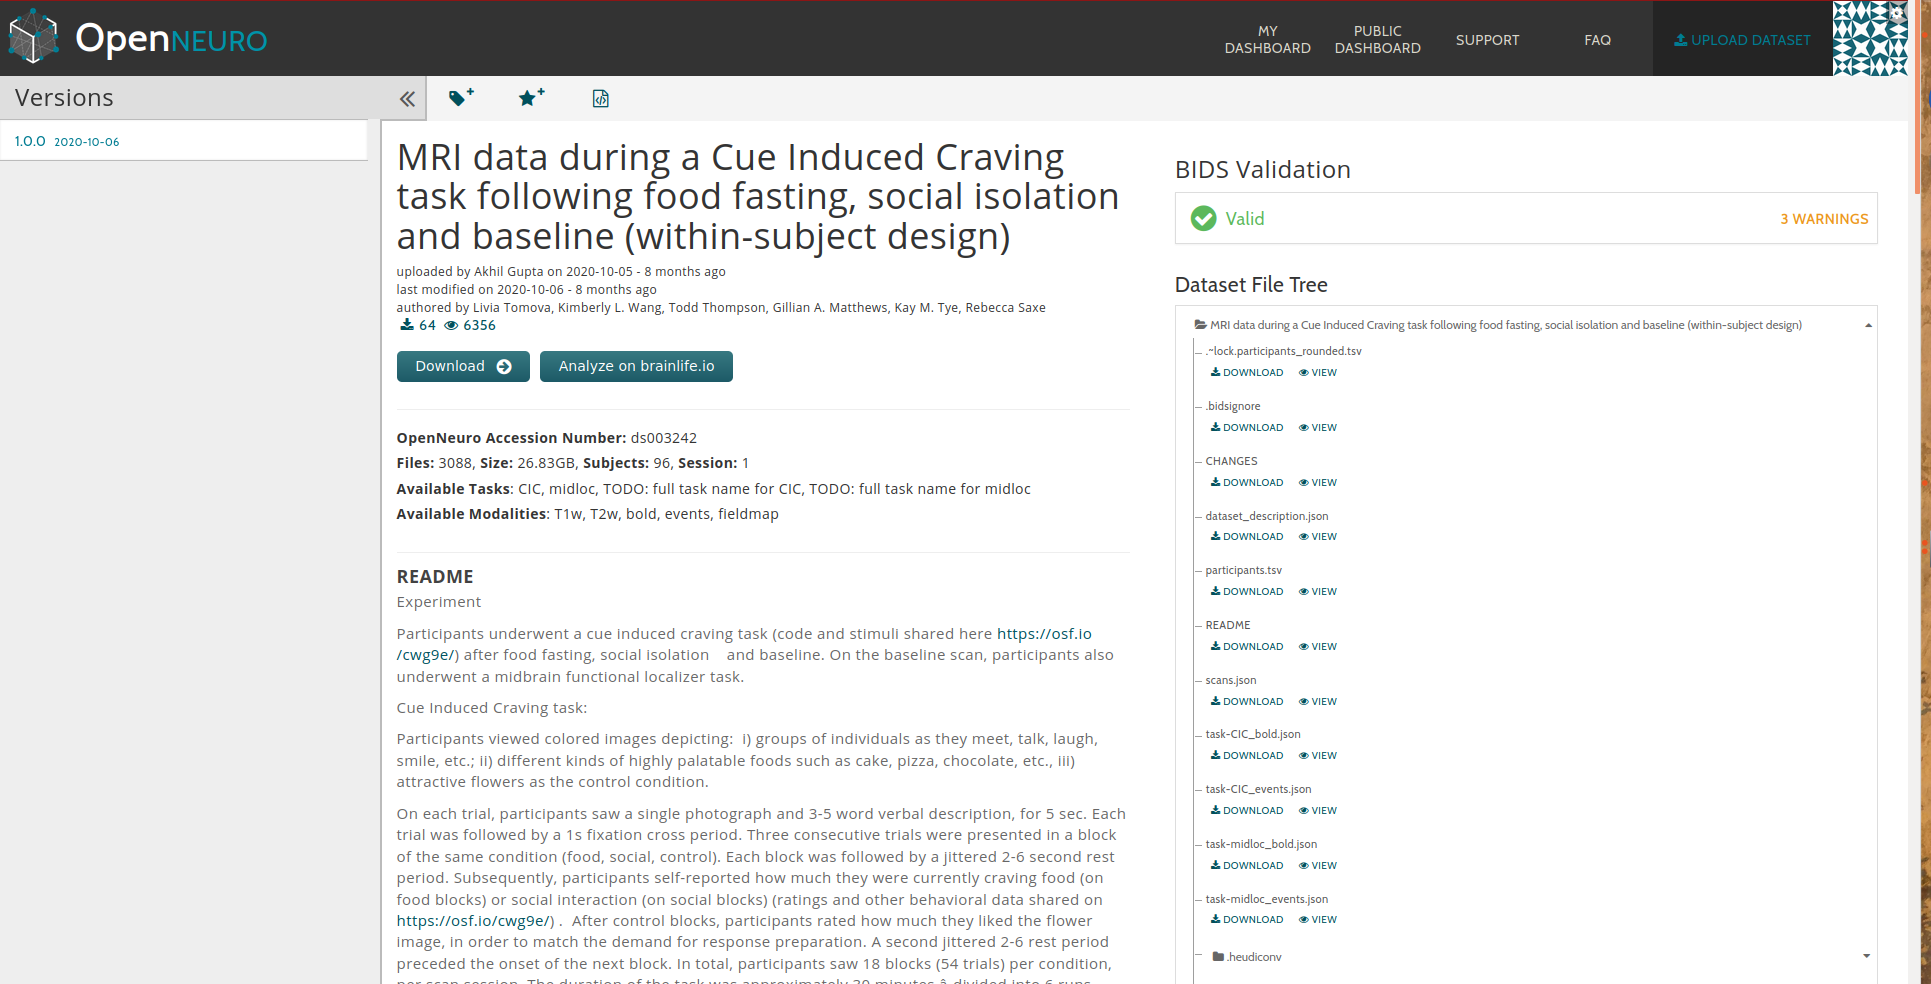 OpenNEURO
MY DASHBOARD
PUBLIC DASHBOARD
SUPPORT
FAQ
UPLOAD DATASET
Versions
1.0.0 2020-10-06
MRI data during a Cue Induced Craving
task following food fasting, social isolation
and baseline (within-subject design)
uploaded by Akhil Gupta on 2020-10-05 - 8 months ago
last modified on 2020-10-06 - 8 months ago
authored by Livia Tomova, Kimberly L. Wang, Todd Thompson, Gillian A. Matthews, Kay M. Tye, Rebecca Saxe
64 6356
Download
Analyze on brainlife.io
OpenNeuro Accession Number: ds003242
Files: 3088, Size: 26.83GB, Subjects: 96, Session: 1
Available Tasks: CIC, midloc, TODO: full task name for CIC, TODO: full task name for midloc
Available Modalities: T1w, T2w, bold, events, fieldmap
README
Experiment
Participants underwent a cue induced craving task (code and stimuli shared here https://osf.io
/cwg9e/) after food fasting, social isolation and baseline. On the baseline scan, participants also
underwent a midbrain functional localizer task.
Cue Induced Craving task:
Participants viewed colored images depicting: i) groups of individuals as they meet, talk, laugh,
smile, etc.; ii) different kinds of highly palatable foods such as cake, pizza, chocolate, etc., iii)
attractive flowers as the control condition.
On each trial, participants saw a single photograph and 3-5 word verbal description, for 5 sec. Each
trial was followed by a 1s fixation cross period. Three consecutive trials were presented in a block
of the same condition (food, social, control). Each block was followed by a jittered 2-6 second rest
period. Subsequently, participants self-reported how much they were currently craving food (on
food blocks) or social interaction (on social blocks) (ratings and other behavioral data shared on
https://osf.io/cwg9e/) . After control blocks, participants rated how much they liked the flower
image, in order to match the demand for response preparation. A second jittered 2-6 rest period
preceded the onset of the next block. In total, participants saw 18 blocks (54 trials) per condition,
per scan session. The duration of the task was approximately 30 minutes â divided into 6 runs
BIDS Validation
Valid
3 WARNINGS
Dataset File Tree
MRI data during a Cue Induced Craving task following food fasting, social isolation and baseline (within-subject design)
.~lock.participants_rounded.tsv
DOWNLOAD VIEW
.bidsignore
DOWNLOAD VIEW
CHANGES
DOWNLOAD VIEW
dataset_description.json
DOWNLOAD VIEW
participants.tsv
DOWNLOAD VIEW
README
DOWNLOAD VIEW
scans.json
DOWNLOAD VIEW
task-CIC_bold.json
DOWNLOAD VIEW
task-CIC_events.json
DOWNLOAD VIEW
task-midloc_bold.json
DOWNLOAD VIEW
task-midloc_events.json
DOWNLOAD VIEW
.heudiconv